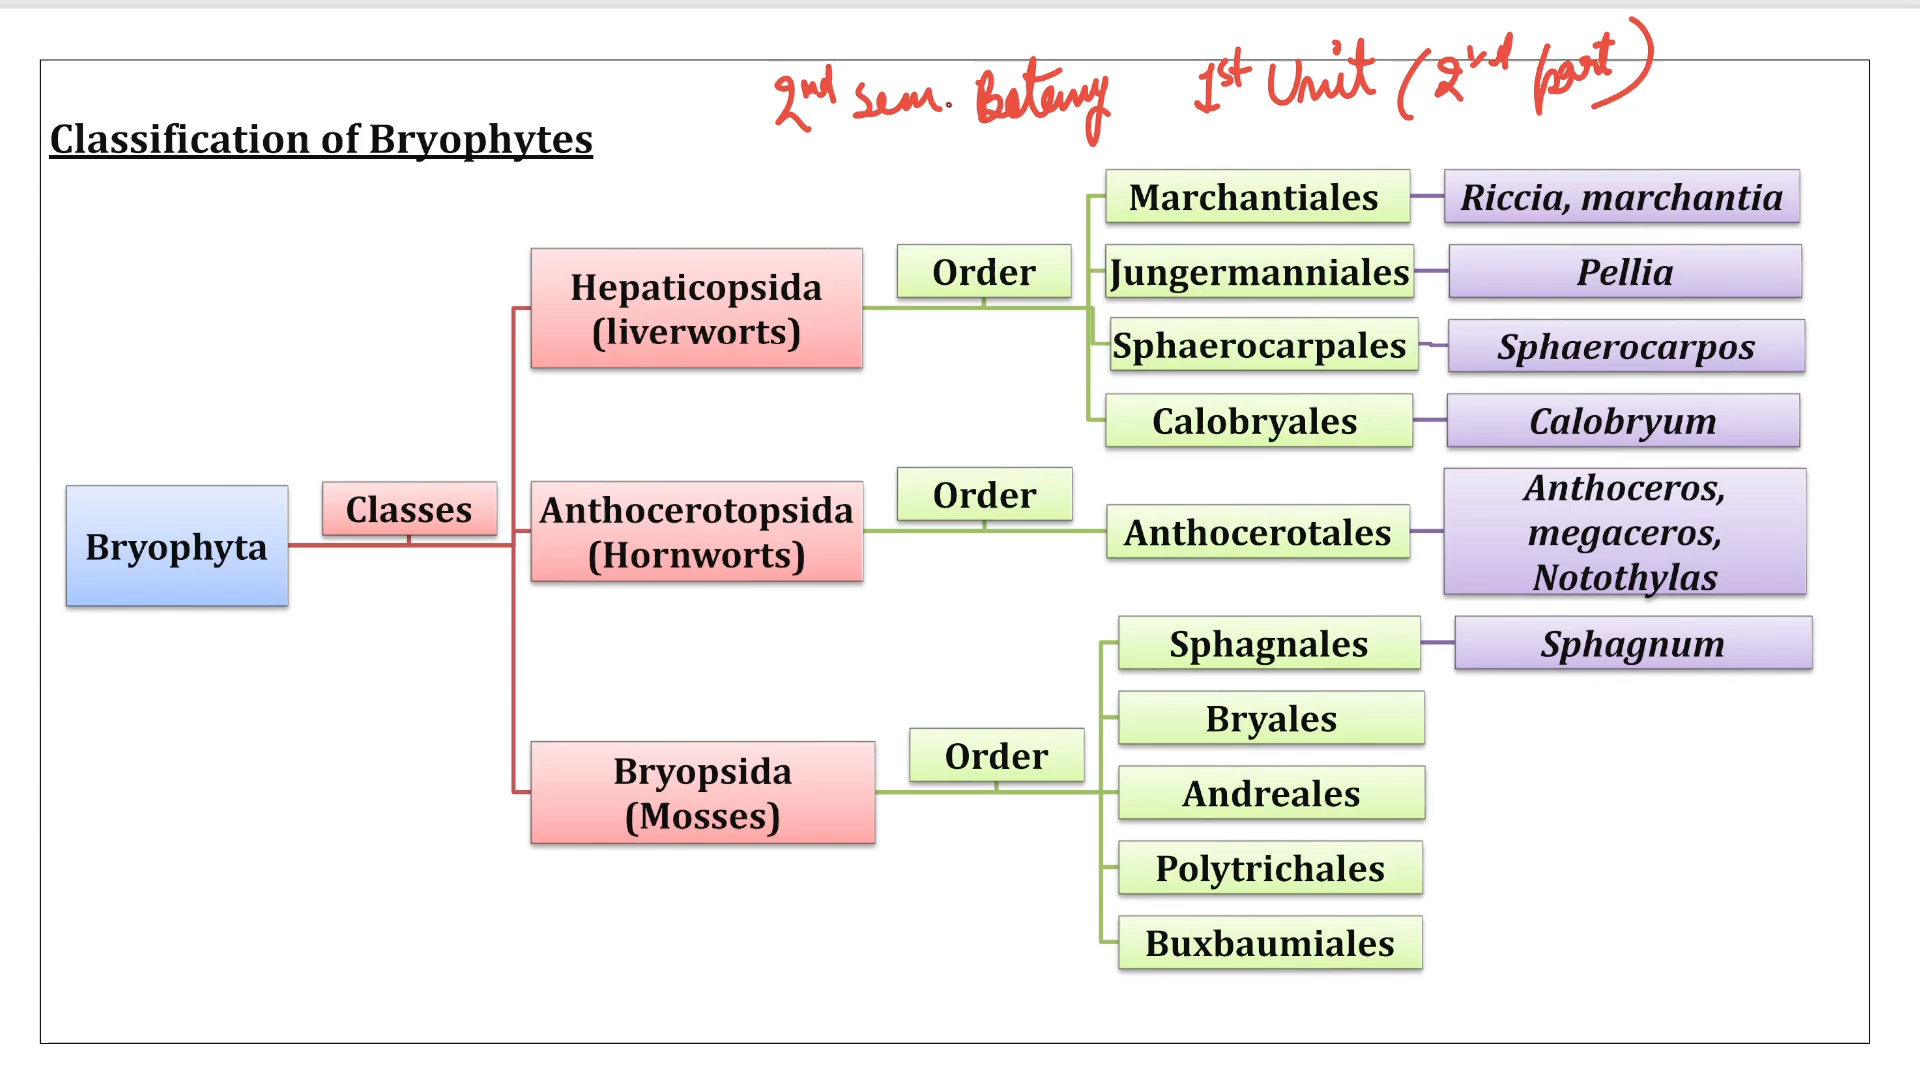 2nd sem. Botany 1st Unit (2nd part)
Classification of Bryophytes
Bryophyta
Classes
Hepaticopsida
(liverworts)
Order
Marchantiales
Riccia, marchantia
Jungermanniales
Pellia
Sphaerocarpales
Sphaerocarpos
Calobryales
Calobryum
Anthocerotopsida
(Hornworts)
Order
Anthocerotales
Anthoceros,
megaceros,
Notothylas
Bryopsida
(Mosses)
Order
Sphagnales
Sphagnum
Bryales
Andreales
Polytrichales
Buxbaumiales